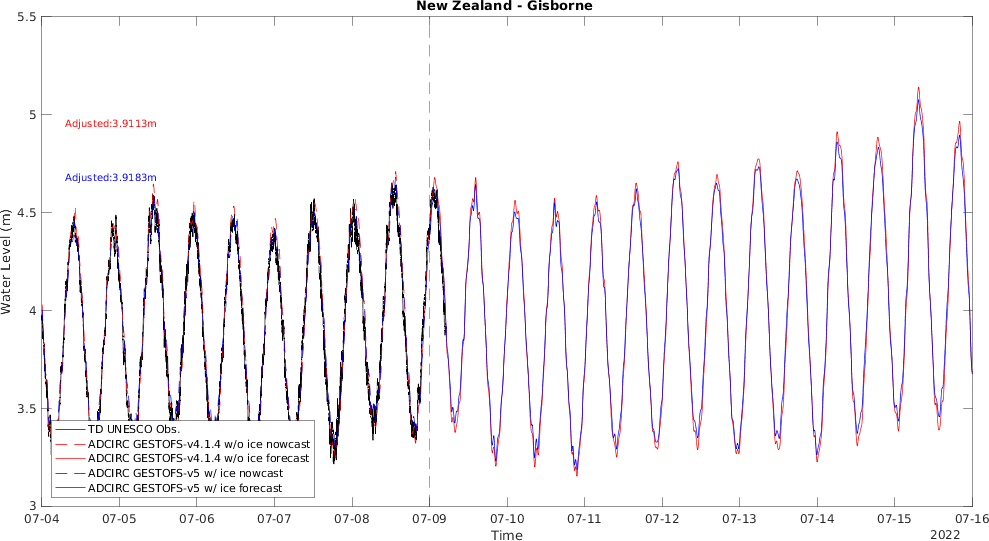 New Zealand - Gisborne
5.5
5
4.5
4
3.5
3
Water Level (m)
Adjusted:3.9113m
Adjusted:3.9183m
TD UNESCO Obs.
ADCIRC GESTOFS-v4.1.4 w/o ice nowcast
ADCIRC GESTOFS-v4.1.4 w/o ice forecast
ADCIRC GESTOFS-v5 w/ ice nowcast
ADCIRC GESTOFS-v5 w/ ice forecast
07-04 07-05 07-06 07-07 07-08 07-09 07-10 07-11 07-12 07-13 07-14 07-15 07-16
Time
2022